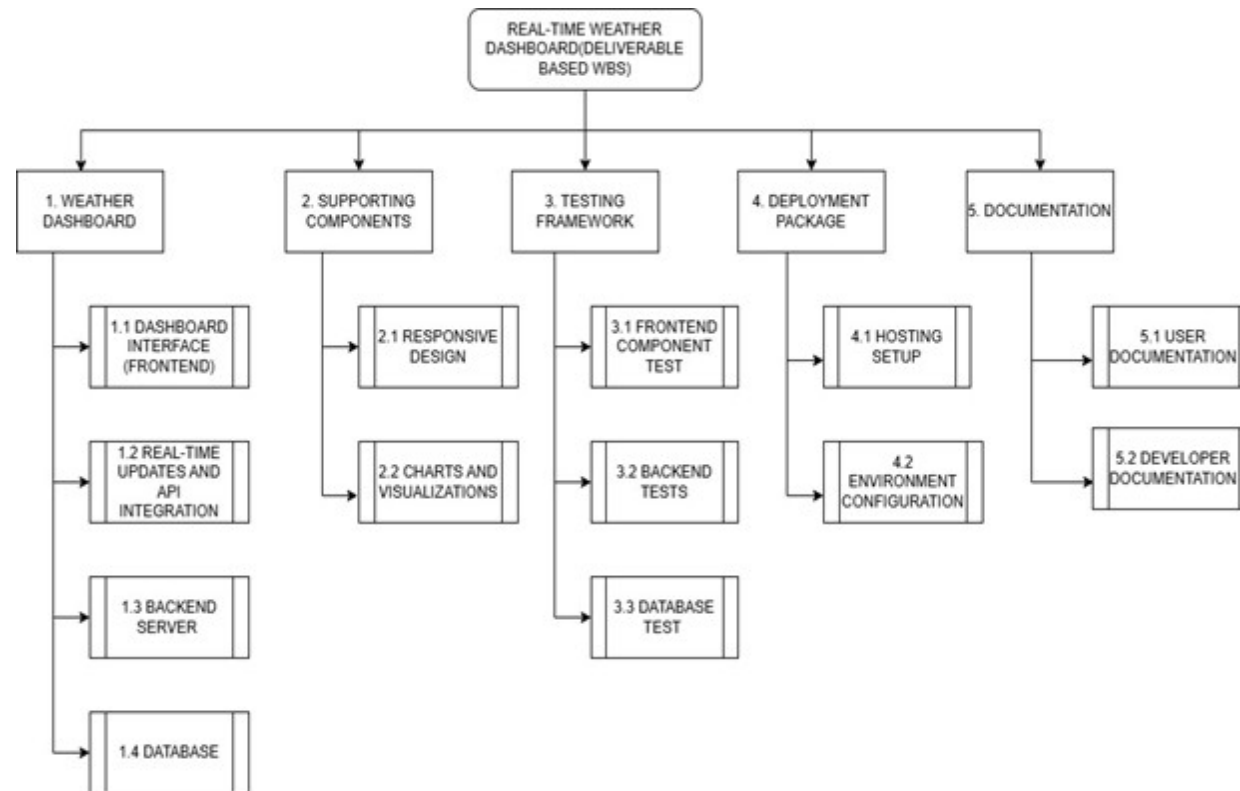 REAL-TIME WEATHER
DASHBOARD(DELIVERABLE
BASED WBS)
1. WEATHER
DASHBOARD
2. SUPPORTING
COMPONENTS
3. TESTING
FRAMEWORK
4. DEPLOYMENT
PACKAGE
5. DOCUMENTATION
1.1 DASHBOARD
INTERFACE
(FRONTEND)
2.1 RESPONSIVE
DESIGN
3.1 FRONTEND
COMPONENT
TEST
4.1 HOSTING
SETUP
5.1 USER
DOCUMENTATION
1.2 REAL-TIME
UPDATES AND
API
INTEGRATION
2.2 CHARTS AND
VISUALIZATIONS
3.2 BACKEND
TESTS
4.2
ENVIRONMENT
CONFIGURATION
5.2 DEVELOPER
DOCUMENTATION
1.3 BACKEND
SERVER
3.3 DATABASE
TEST
1.4 DATABASE